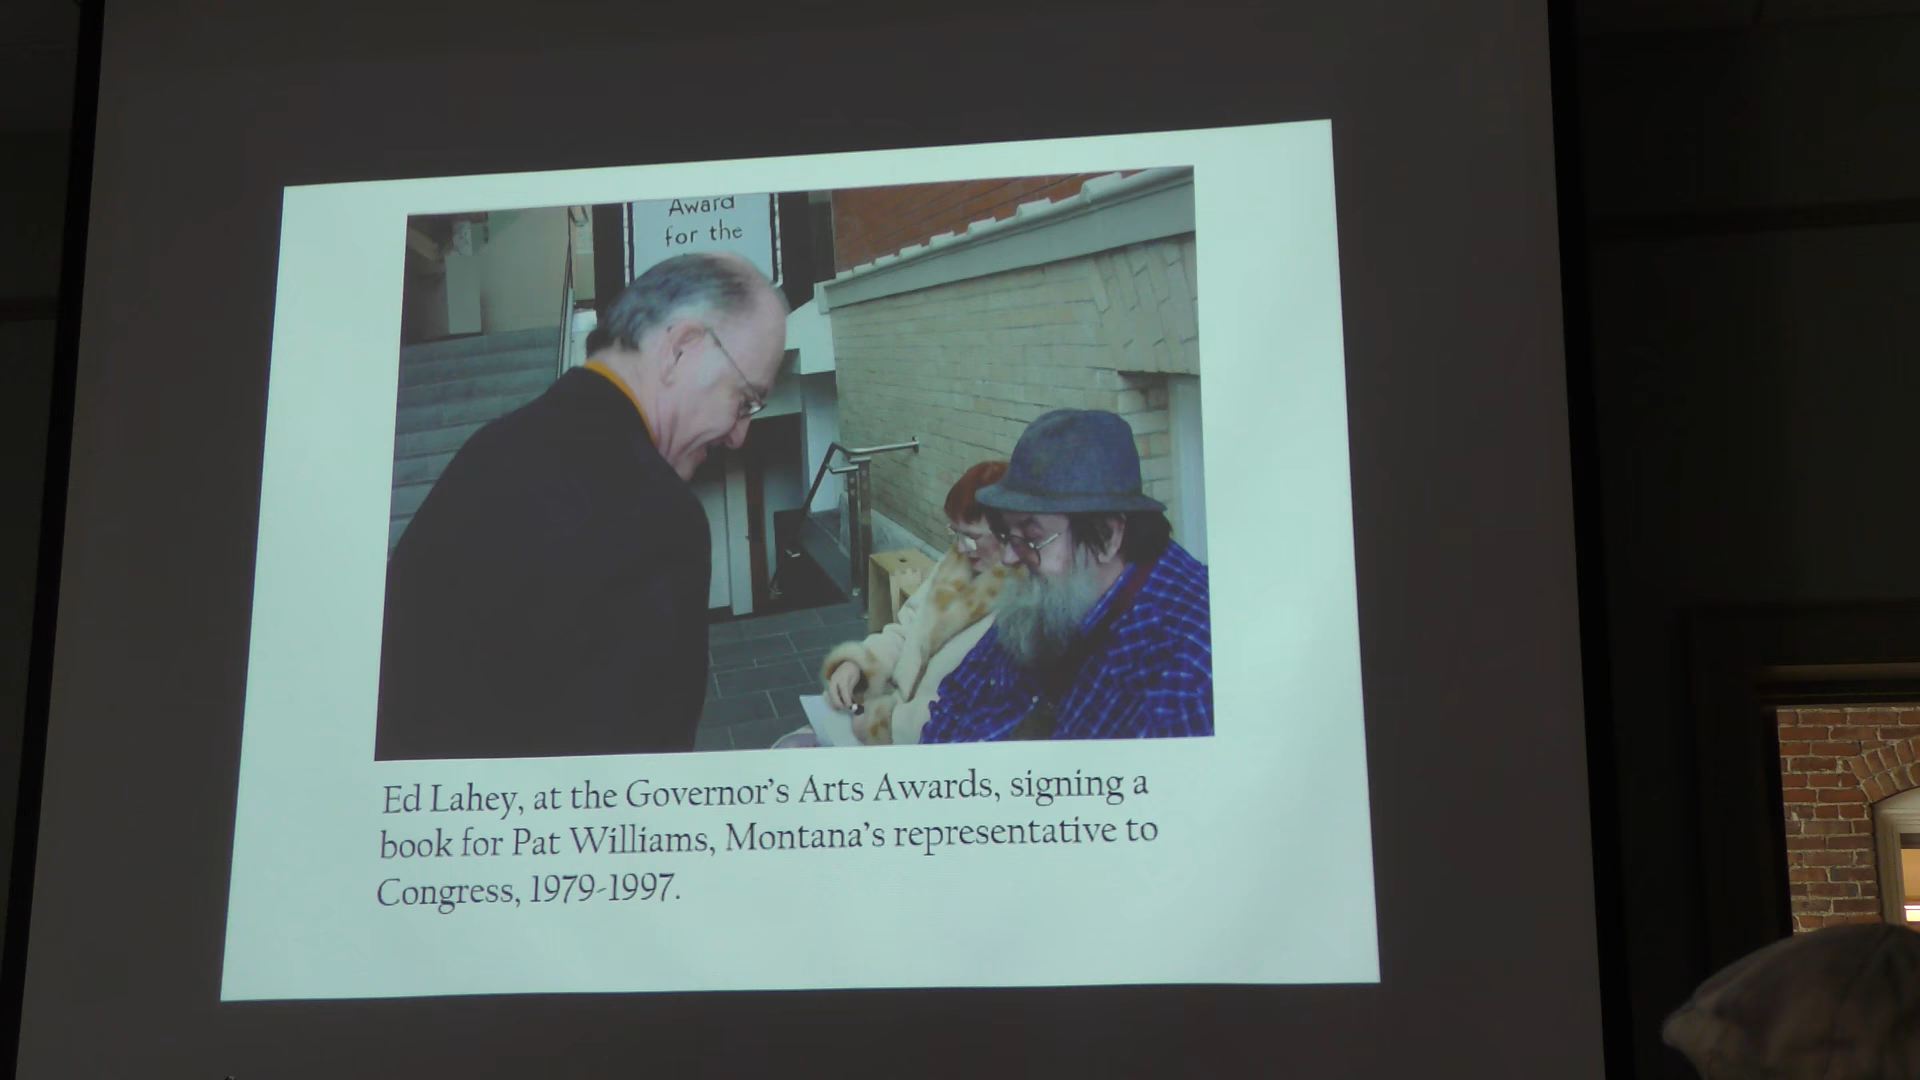 Award
for the
Ed Lahey, at the Governor's Arts Awards, signing a
book for Pat Williams, Montana's representative to
Congress, 1979-1997.